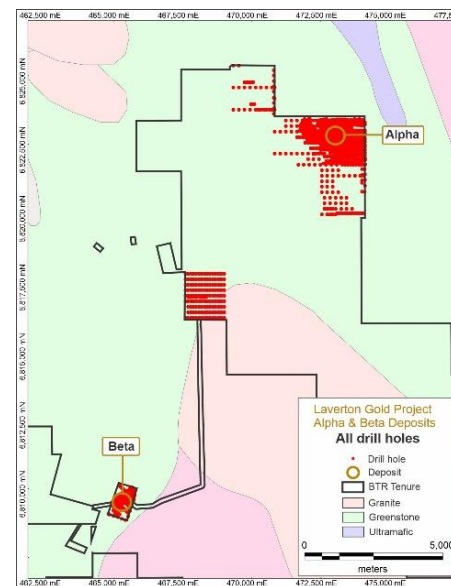 462,500 mE 465,000 mE 467,500 mE 470,000 mE 472,500 mE 475,000 mE 477,5
6,825,000 mN
Alpha
6,822,500 mN
6,820,000 mN
6,817,500 mN
6,815,000 mN
6,812,500 mN
6,810,000 mN
Beta
Laverton Gold Project
Alpha & Beta Deposits
All drill holes
Drill hole
Deposit
BTR Tenure
Granite
Greenstone
Ultramafic
0 5,000
meters
462,500 mE 465,000 mE 467,500 mE 470,000 mE 472,500 mE 475,000 mE 477,5